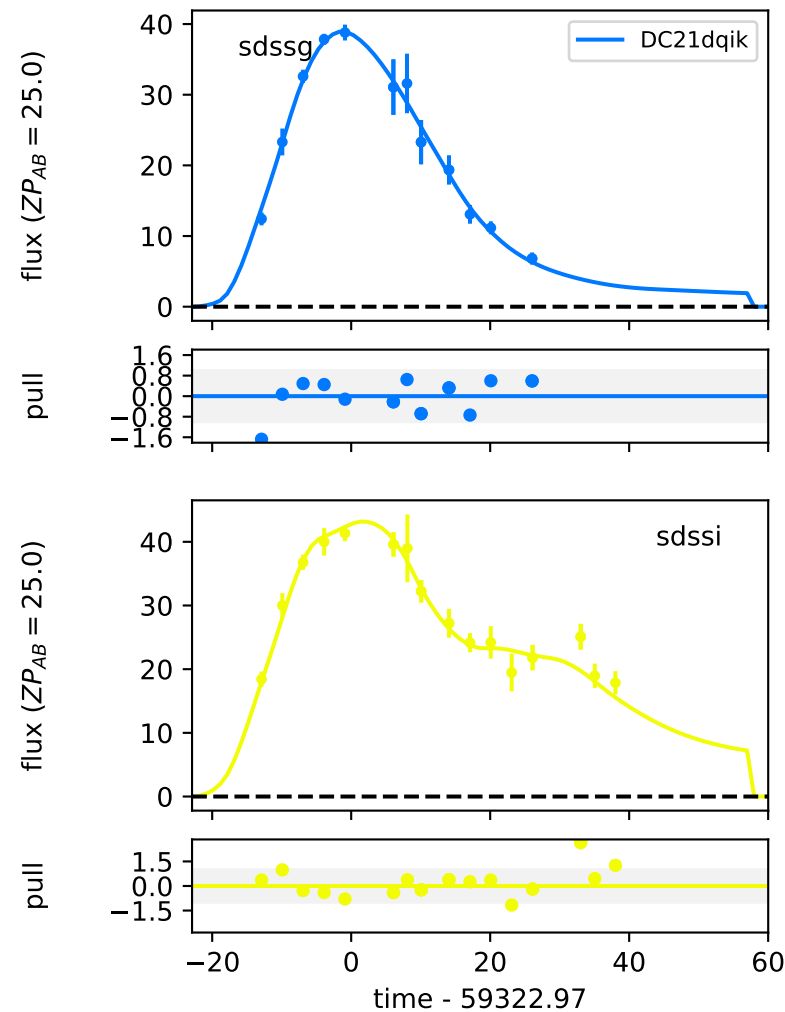 40
sdssg
DC21dqik
30
20
10
0
flux (ZP_AB = 25.0)
1.6
0.8
0.0
−0.8
−1.6
pull
sdssi
40
30
20
10
0
flux (ZP_AB = 25.0)
1.5
0.0
−1.5
pull
−20 0 20 40 60
time - 59322.97